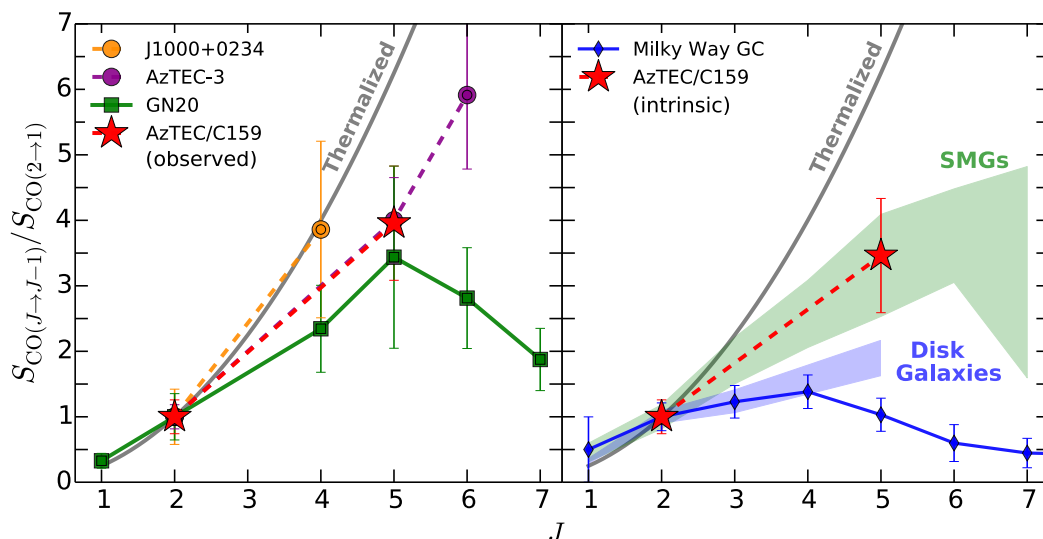 S_CO(J→J−1)/S_CO(2→1)
7
6
5
4
3
2
1
0
J1000+0234
AzTEC-3
GN20
AzTEC/C159
(observed)
Thermalized
1 2 3 4 5 6 7
Milky Way GC
AzTEC/C159
(intrinsic)
Thermalized
SMGs
Disk
Galaxies
1 2 3 4 5 6 7
J